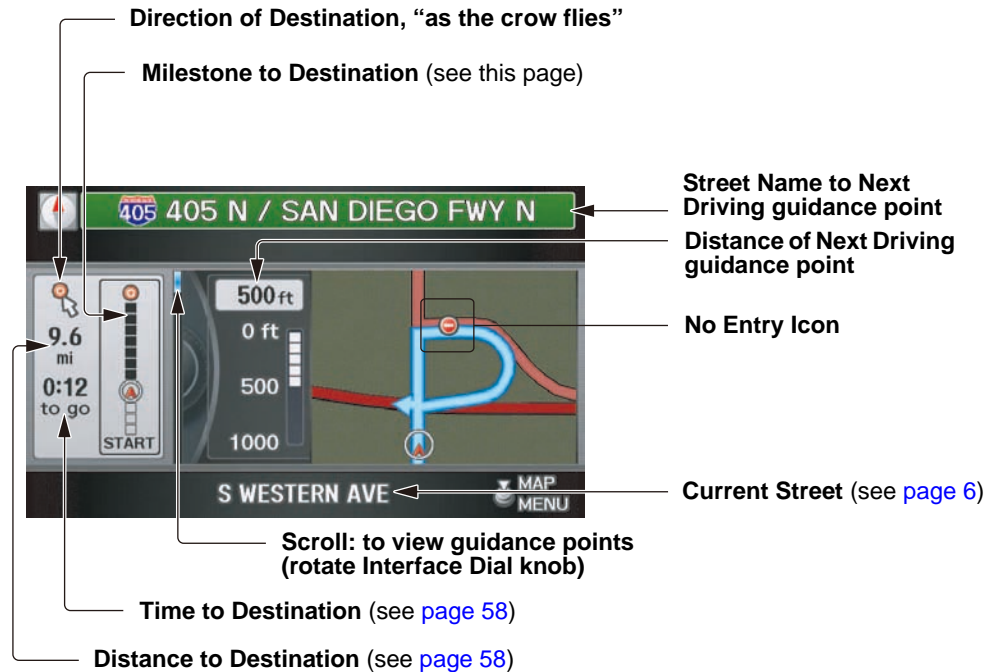 Direction of Destination, “as the crow flies”
Milestone to Destination (see this page)
405 405 N / SAN DIEGO FWY N
Street Name to Next
Driving guidance point
Distance of Next Driving
guidance point
No Entry Icon
9.6
mi
0:12
to go
START
500 ft
0 ft
500
1000
S WESTERN AVE
MAP
MENU
Current Street (see page 6)
Scroll: to view guidance points
(rotate Interface Dial knob)
Time to Destination (see page 58)
Distance to Destination (see page 58)